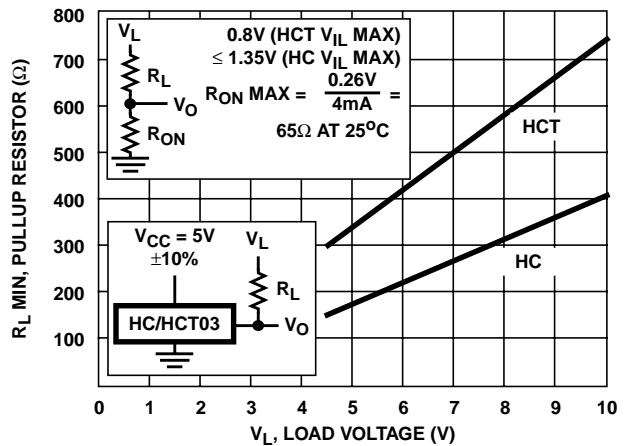 R_L MIN, PULLUP RESISTOR (Ω)
800
700
600
500
400
300
200
100
0 1 2 3 4 5 6 7 8 9 10
V_L, LOAD VOLTAGE (V)
V_L
R_L
V_O
R_ON
0.8V (HCT V_IL MAX)
≤ 1.35V (HC V_IL MAX)
R_ON MAX = 0.26V / 4mA =
65Ω AT 25°C
HCT
HC
V_CC = 5V
±10%
V_L
R_L
HC/HCT03
V_O